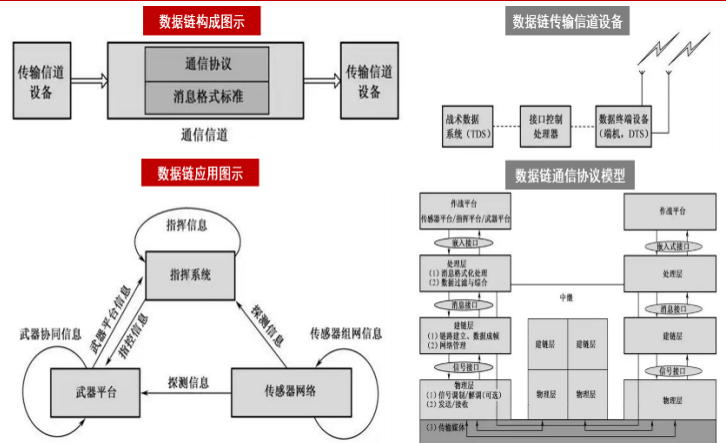 数据链构成图示
传输信道
设备
通信协议
消息格式标准
通信信道
传输信道
设备
数据链传输信道设备
战术数据
系统（TDS）
接口控制
处理器
数据终端设备
（端机，DTS）
数据链应用图示
指挥信息
指挥系统
武器平台信息
指控信息
探测信息
武器协同信息
传感器组网信息
武器平台
探测信息
传感器网络
数据链通信协议模型
作战平台
传感器平台/指挥平台/武器平台
嵌入接口
处理层
（1）消息格式化处理
（2）数据过滤与综合
消息接口
建链层
（1）链路建立、数据成帧
（2）网络管理
信号接口
物理层
（1）信号调制/解调(可选)
（2）发送/接收
（3）传输媒体
中继
建链层
建链层
物理层
物理层
作战平台
嵌入式接口
处理层
消息接口
建链层
信号接口
物理层